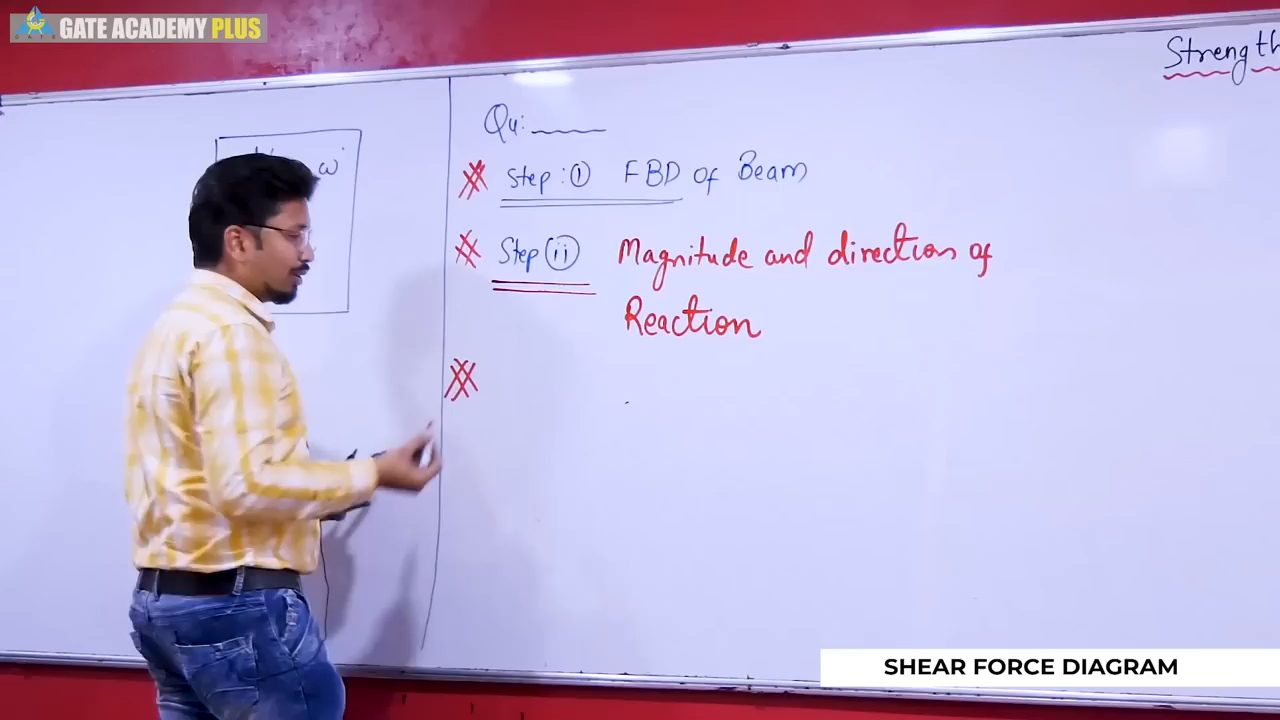 GATE ACADEMY PLUS
Strength
ω
Qu:
Step : ① FBD of Beam
Step (ii) Magnitude and direction of
Reaction
SHEAR FORCE DIAGRAM